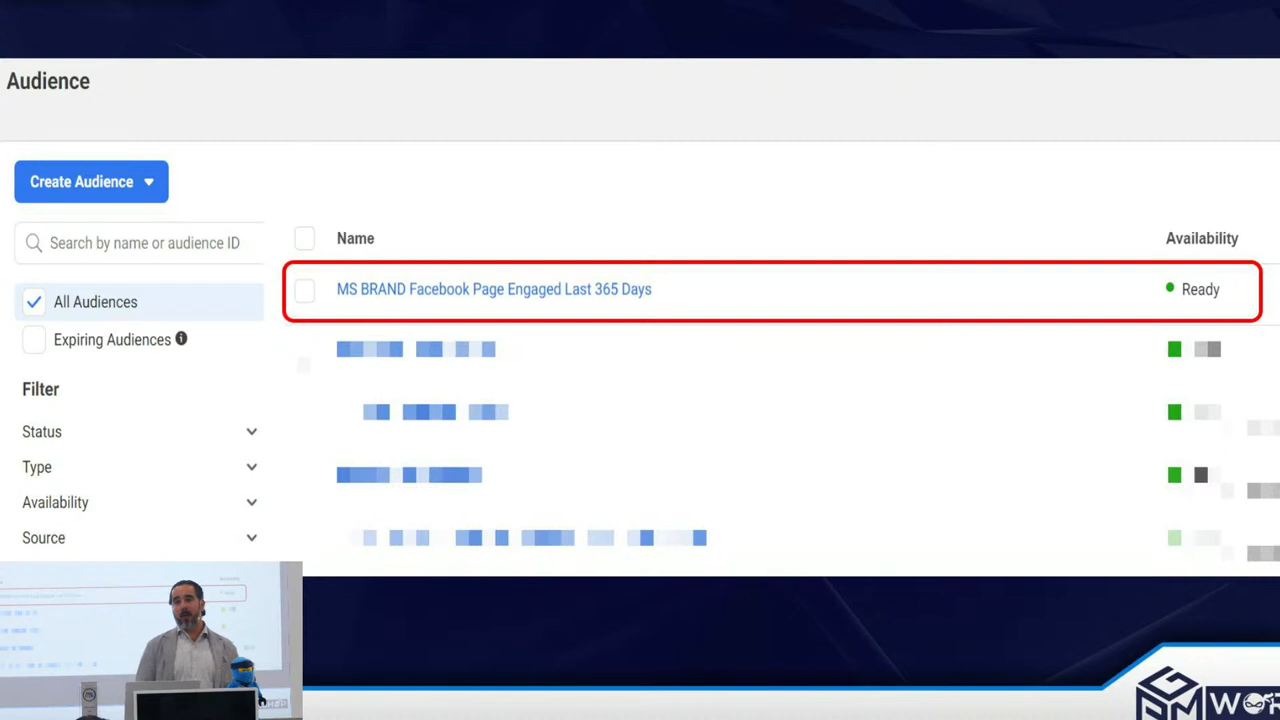 Audience
Create Audience
Search by name or audience ID
Name
Availability
All Audiences
MS BRAND Facebook Page Engaged Last 365 Days
Ready
Expiring Audiences
Filter
Status
Type
Availability
Source